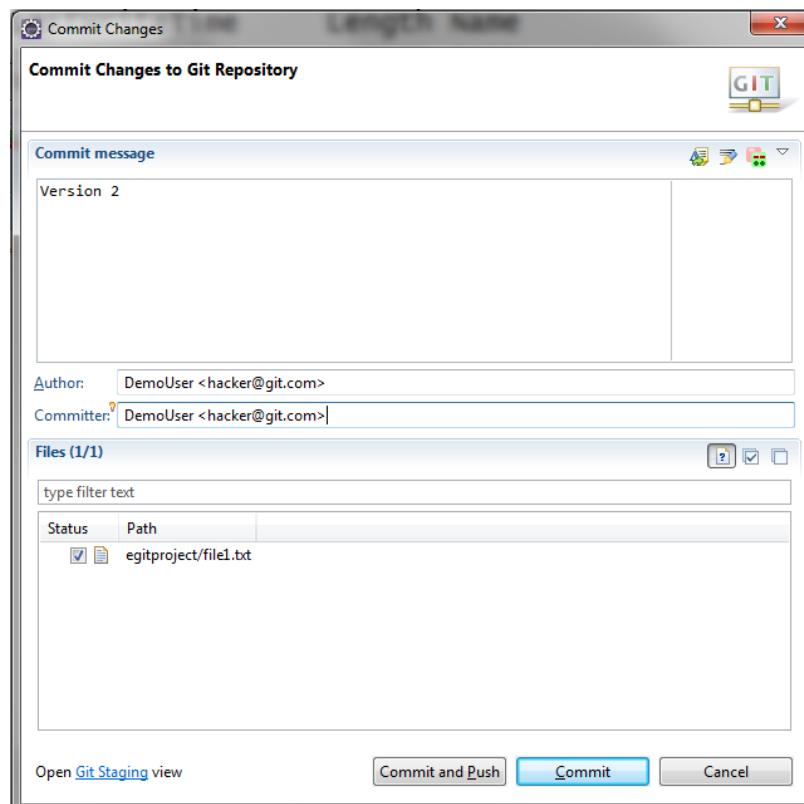 Length Name
Commit Changes
Commit Changes to Git Repository
GIT
Commit message
Version 2
Author: DemoUser <hacker@git.com>
Committer: DemoUser <hacker@git.com>
Files (1/1)
type filter text
Status Path
egitproject/file1.txt
Open Git Staging view Commit and Push Commit Cancel